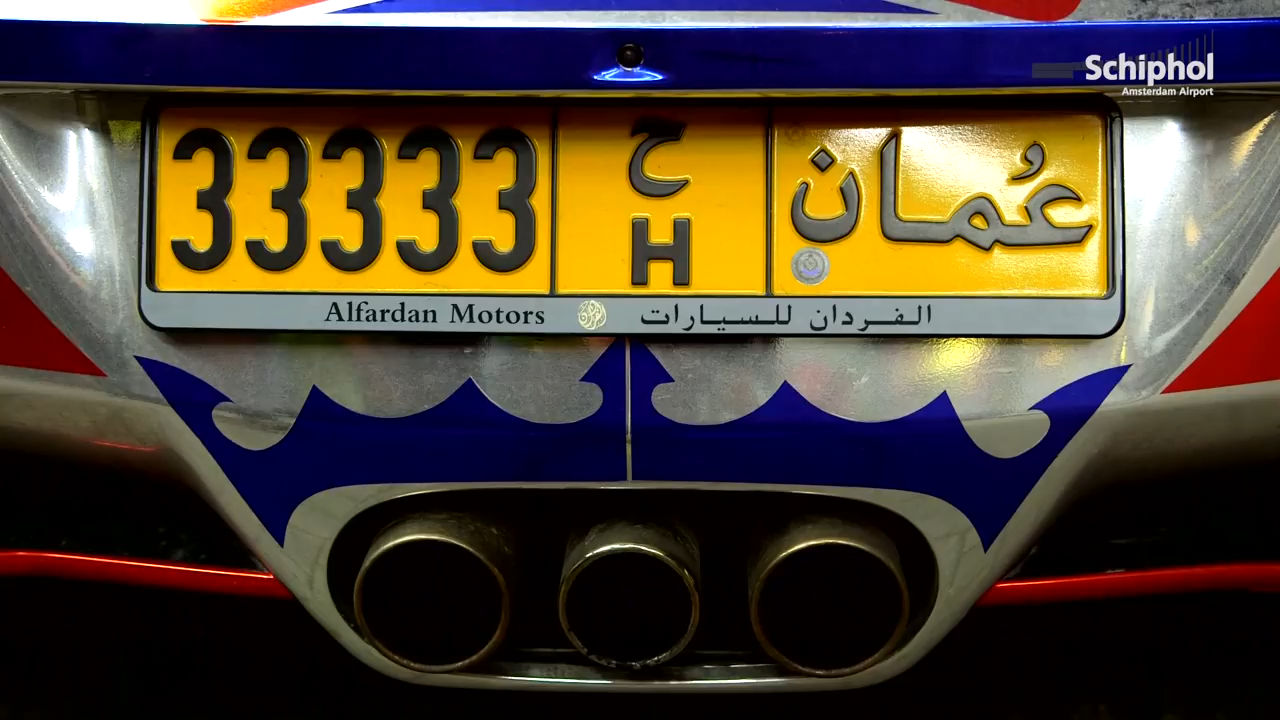 Schiphol
Amsterdam Airport
33333 ح عُمان
H
Alfardan Motors الفردان للسيارات